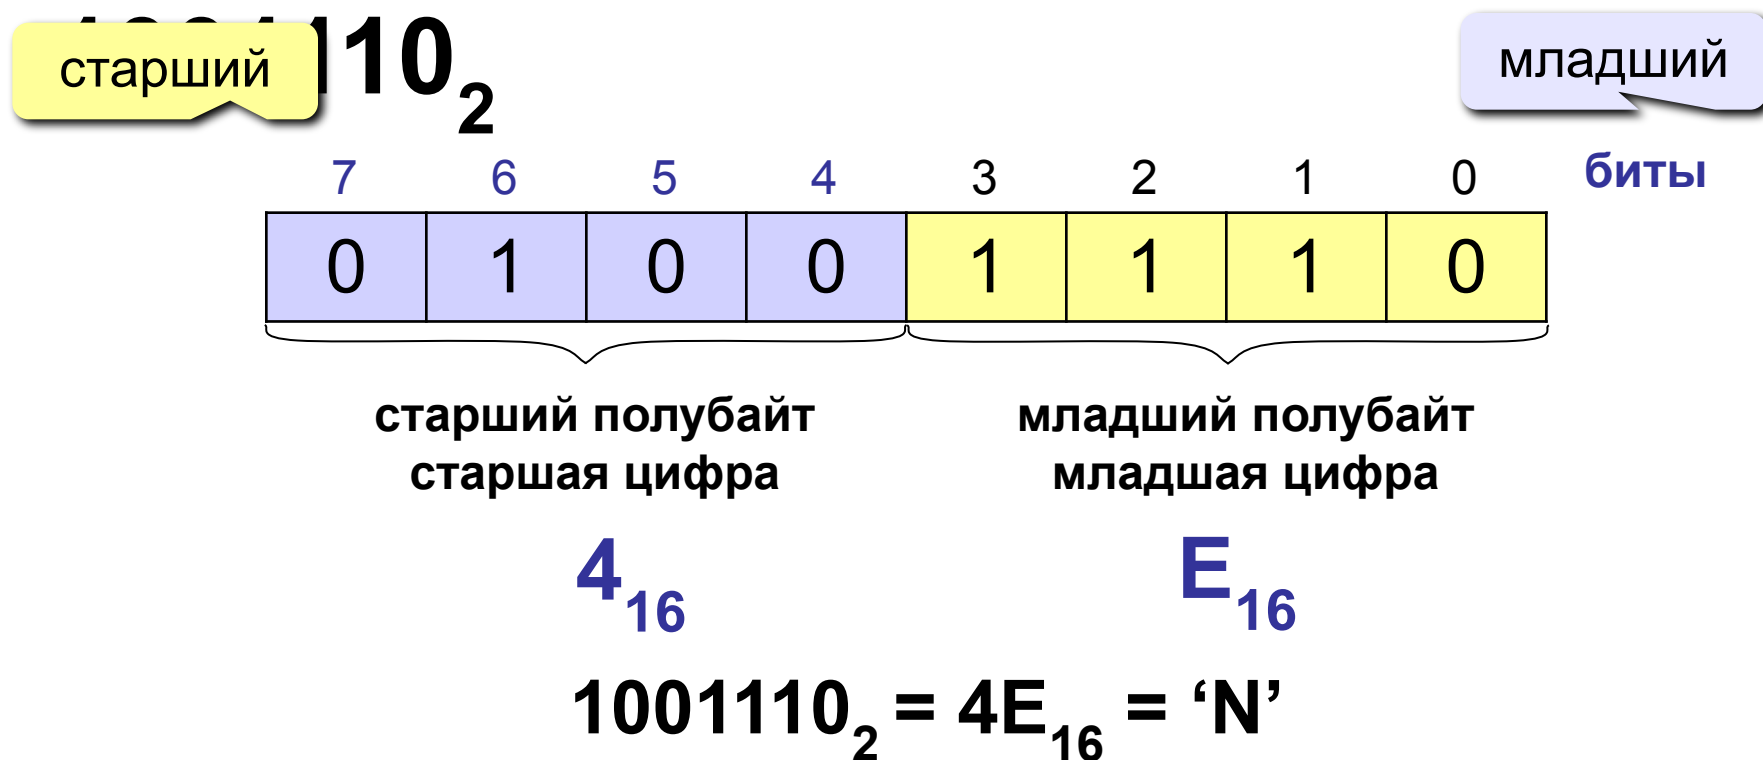 старший
110₂
младший
7 6 5 4 3 2 1 0 биты
0 1 0 0 1 1 1 0
старший полубайт
старшая цифра
младший полубайт
младшая цифра
4₁₆
E₁₆
1001110₂ = 4E₁₆ = ‘N’